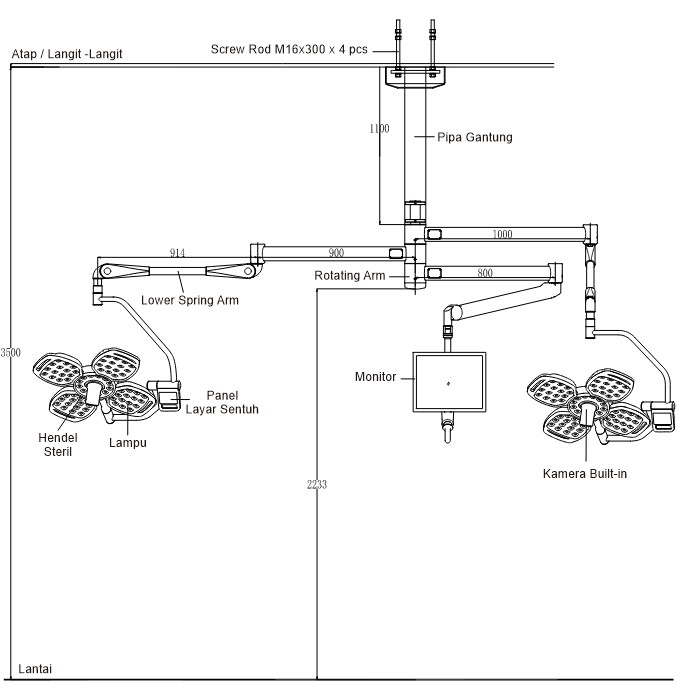 Screw Rod M16x300 x 4 pcs
Atap / Langit -Langit
1100
Pipa Gantung
1000
914
900
Rotating Arm
800
Lower Spring Arm
3500
Monitor
Panel
Layar Sentuh
Hendel
Steril
Lampu
Kamera Built-in
2233
Lantai